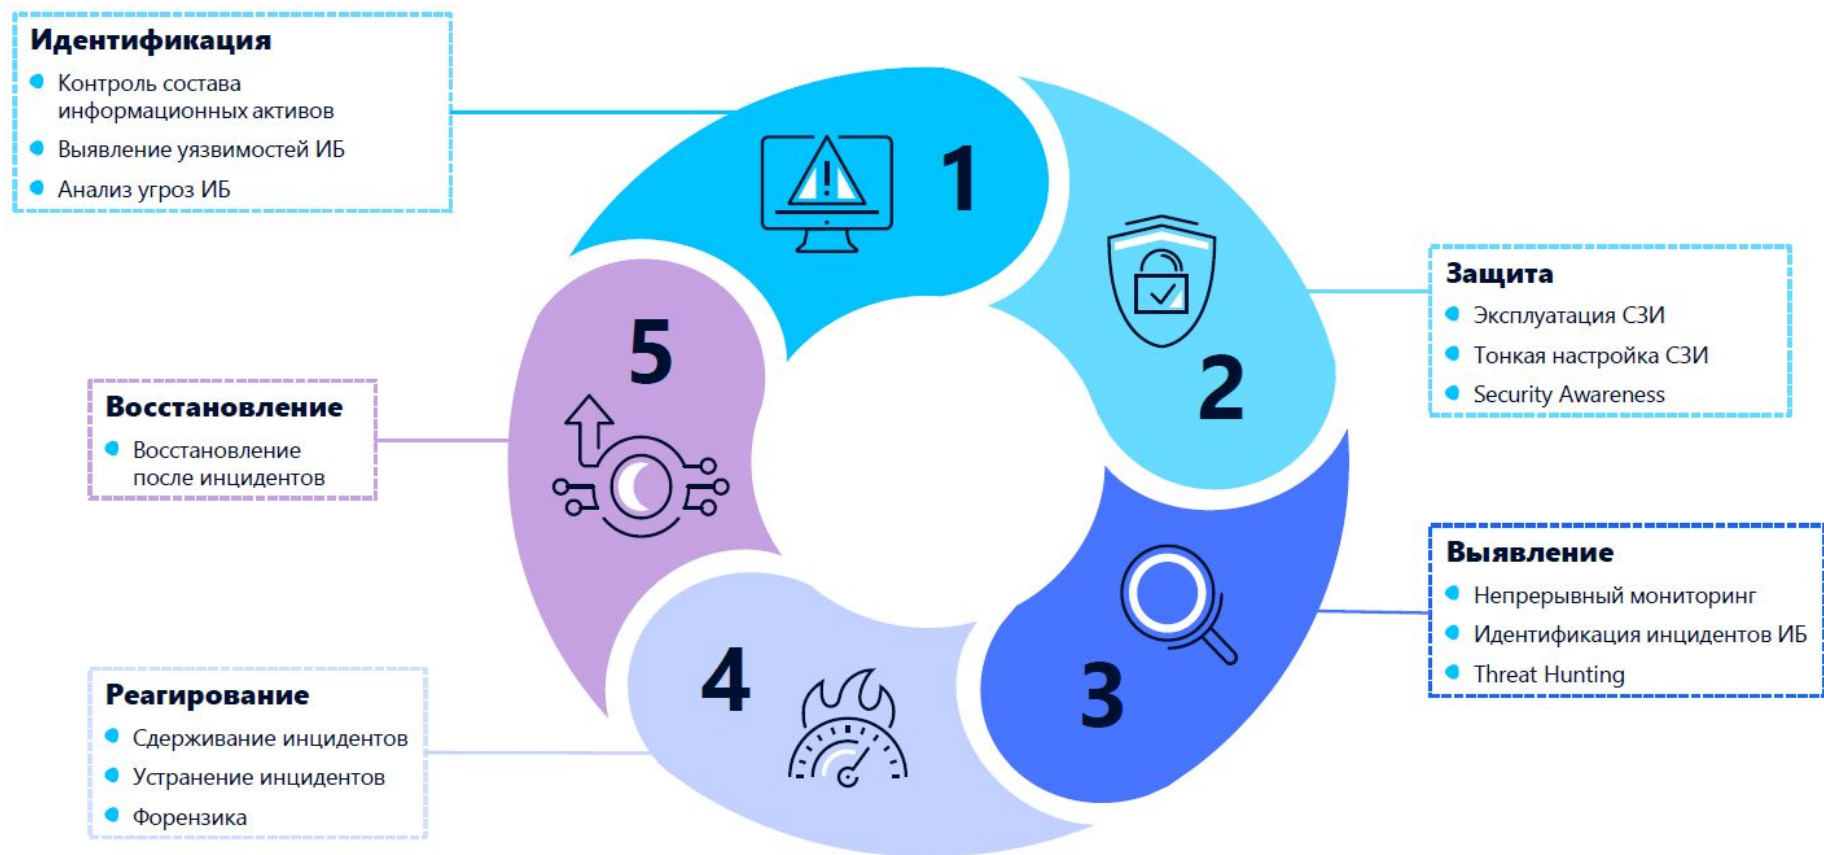 Идентификация
Контроль состава
информационных активов
Выявление уязвимостей ИБ
Анализ угроз ИБ
1
Защита
Эксплуатация СЗИ
Тонкая настройка СЗИ
Security Awareness
2
Выявление
Непрерывный мониторинг
Идентификация инцидентов ИБ
Threat Hunting
3
Реагирование
Сдерживание инцидентов
Устранение инцидентов
Форензика
4
Восстановление
Восстановление
после инцидентов
5